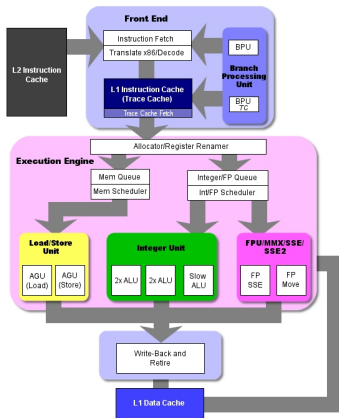 Front End
Instruction Fetch
Translate x86/Decode
BPU
L2 Instruction
Cache
L1 Instruction Cache
(Trace Cache)
Trace Cache Fetch
Branch
Processing
Unit
BPU
TC
Allocator/Register Renamer
Execution Engine
Mem Queue
Mem Scheduler
Integer/FP Queue
Int/FP Scheduler
Load/Store
Unit
AGU
(Load)
AGU
(Store)
Integer Unit
2x ALU
2x ALU
Slow
ALU
FPU/MMX/SSE/
SSE2
FP
SSE
FP
Move
Write-Back and
Retire
L1 Data Cache